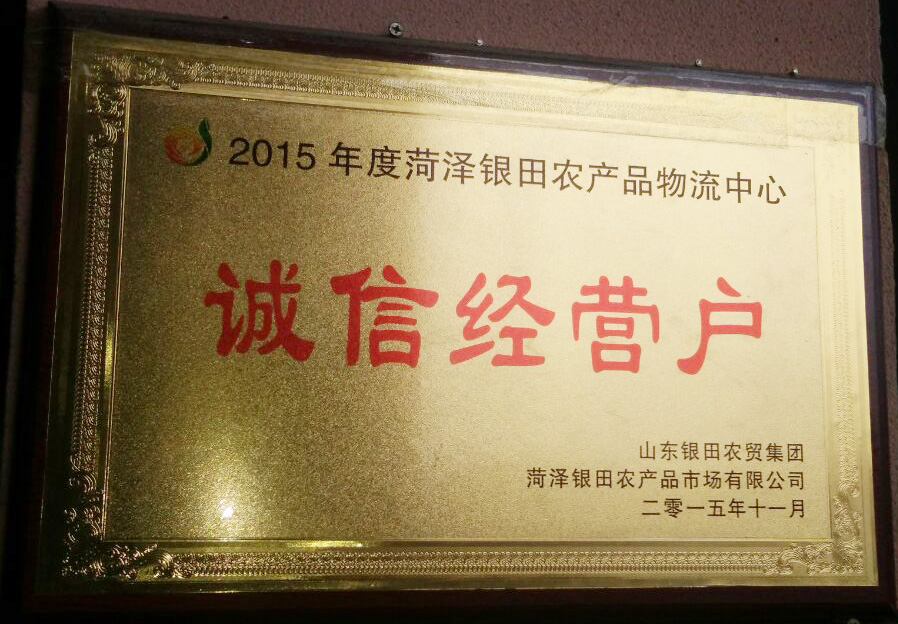 2015年度菏泽银田农产品物流中心
诚信经营户
山东银田农贸集团
菏泽银田农产品市场有限公司
二零一五年十一月